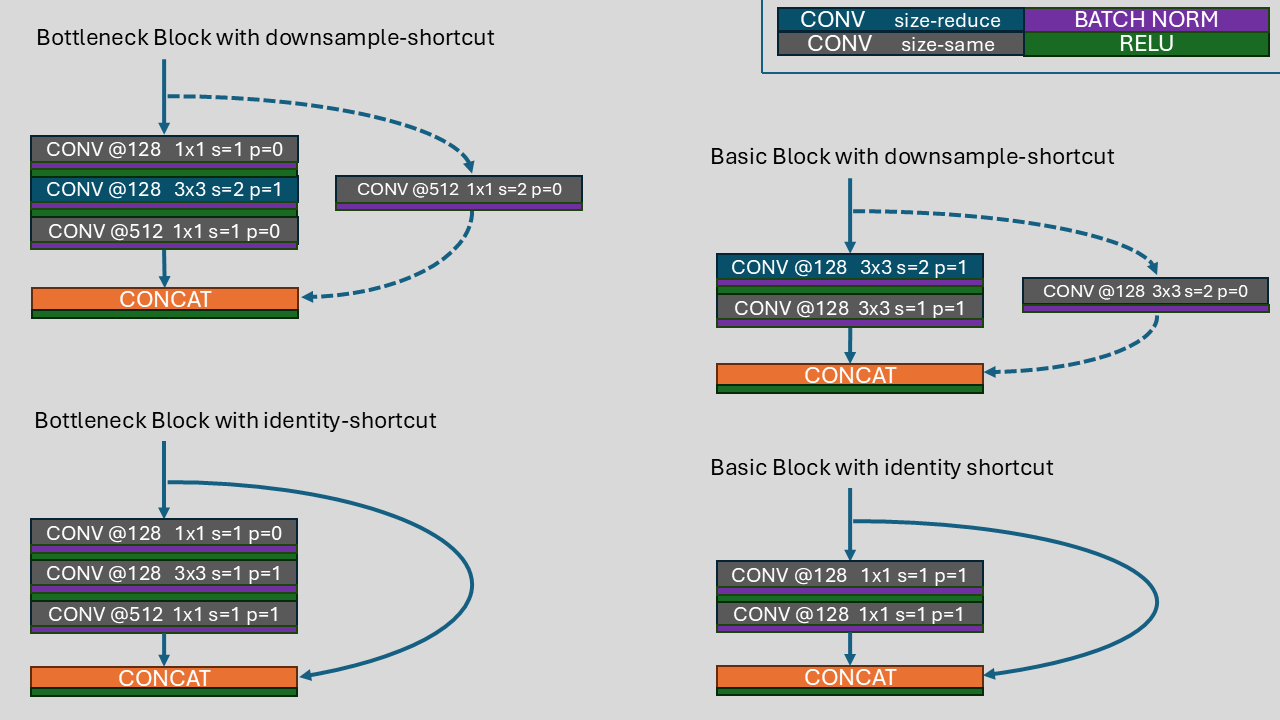 Bottleneck Block with downsample-shortcut
CONV @128 1x1 s=1 p=0
CONV @128 3x3 s=2 p=1
CONV @512 1x1 s=1 p=0
CONV @512 1x1 s=2 p=0
CONCAT
Bottleneck Block with identity-shortcut
CONV @128 1x1 s=1 p=0
CONV @128 3x3 s=1 p=1
CONV @512 1x1 s=1 p=1
CONCAT
CONV size-reduce BATCH NORM
CONV size-same RELU
Basic Block with downsample-shortcut
CONV @128 3x3 s=2 p=1
CONV @128 3x3 s=1 p=1
CONV @128 3x3 s=2 p=0
CONCAT
Basic Block with identity shortcut
CONV @128 1x1 s=1 p=1
CONV @128 1x1 s=1 p=1
CONCAT